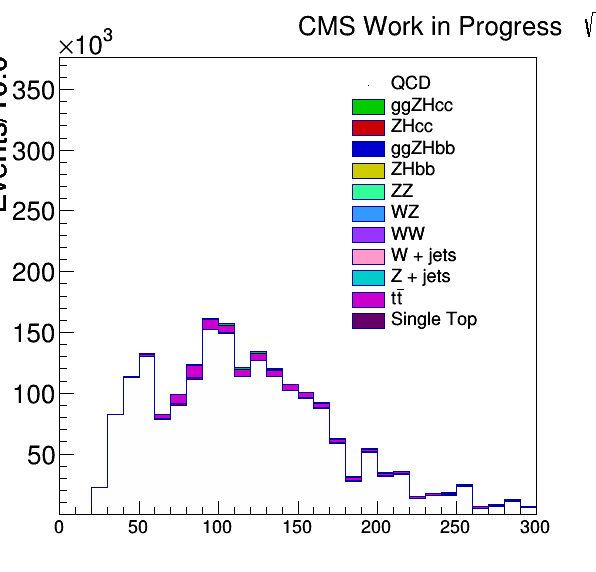 CMS Work in Progress √
×10³
350
300
250
200
150
100
50
QCD
ggZHcc
ZHcc
ggZHbb
ZHbb
ZZ
WZ
WW
W + jets
Z + jets
tt̄
Single Top
0 50 100 150 200 250 300